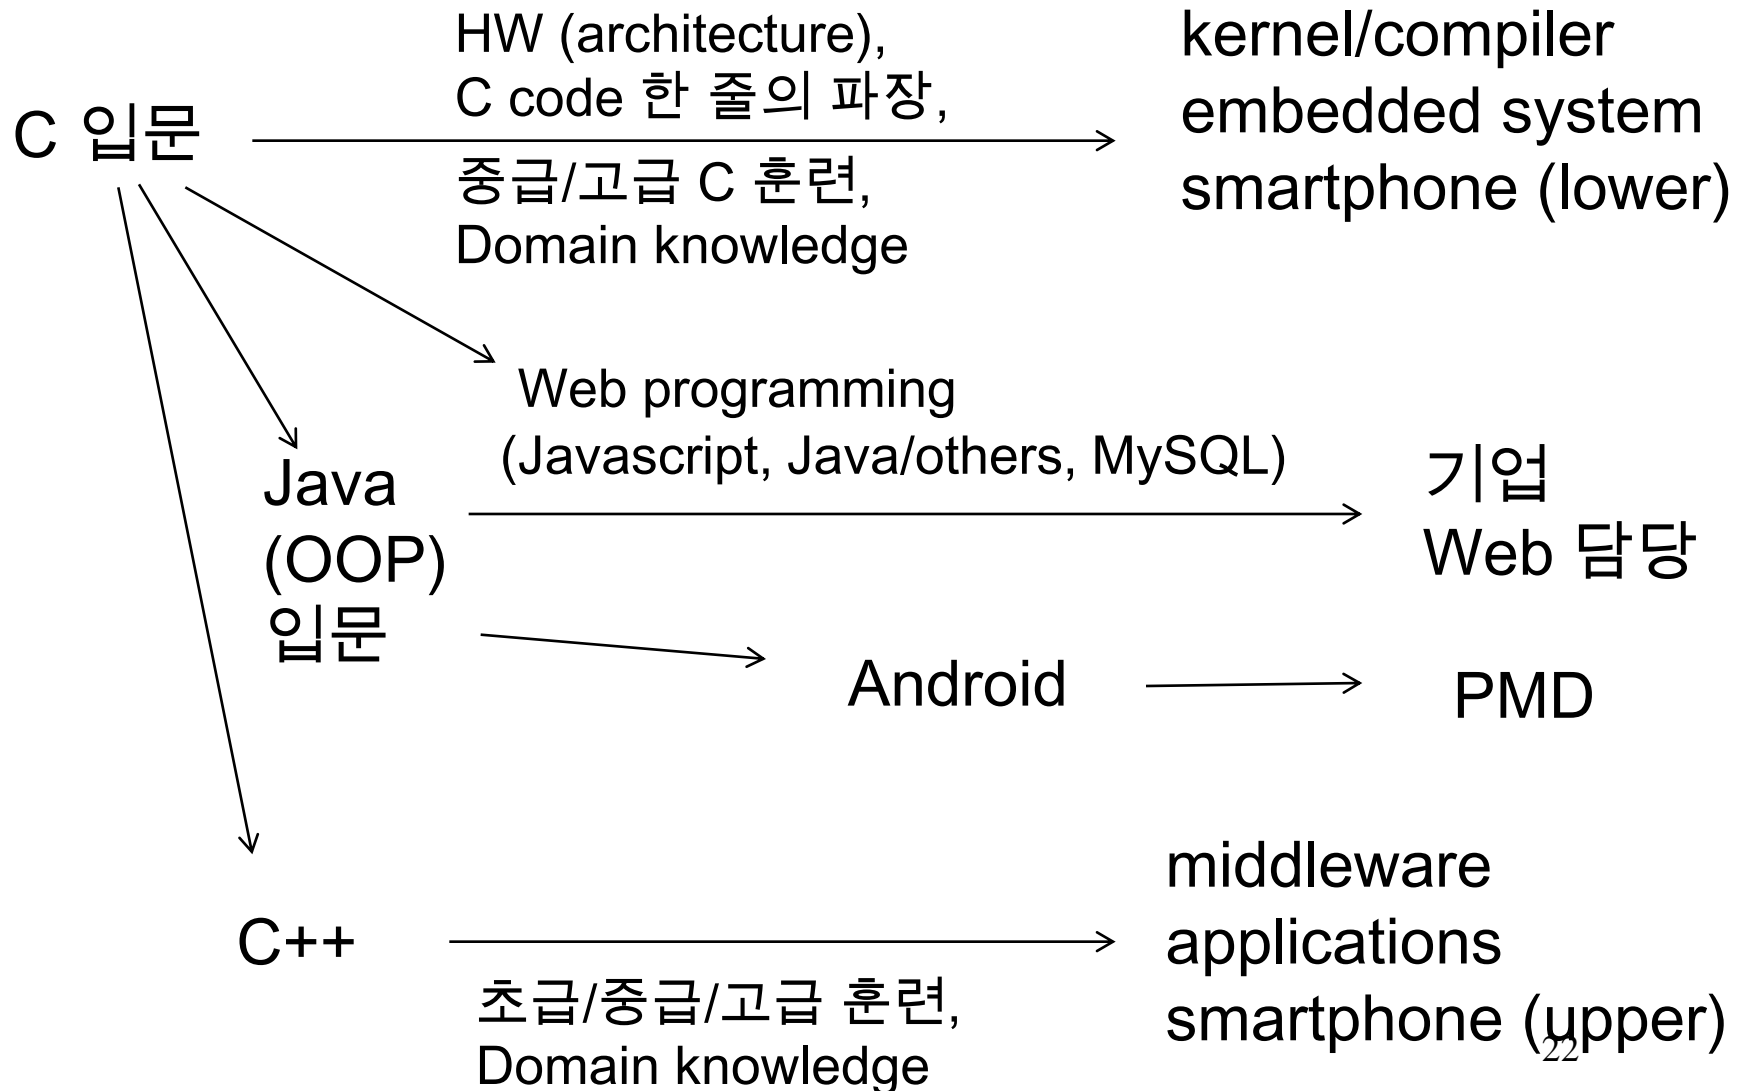 HW (architecture),
C code 한 줄의 파장,
중급/고급 C 훈련,
Domain knowledge
kernel/compiler
embedded system
smartphone (lower)
C 입문
Web programming
(Javascript, Java/others, MySQL)
Java
(OOP)
입문
기업
Web 담당
Android
PMD
C++
초급/중급/고급 훈련,
Domain knowledge
middleware
applications
smartphone (upper)
22